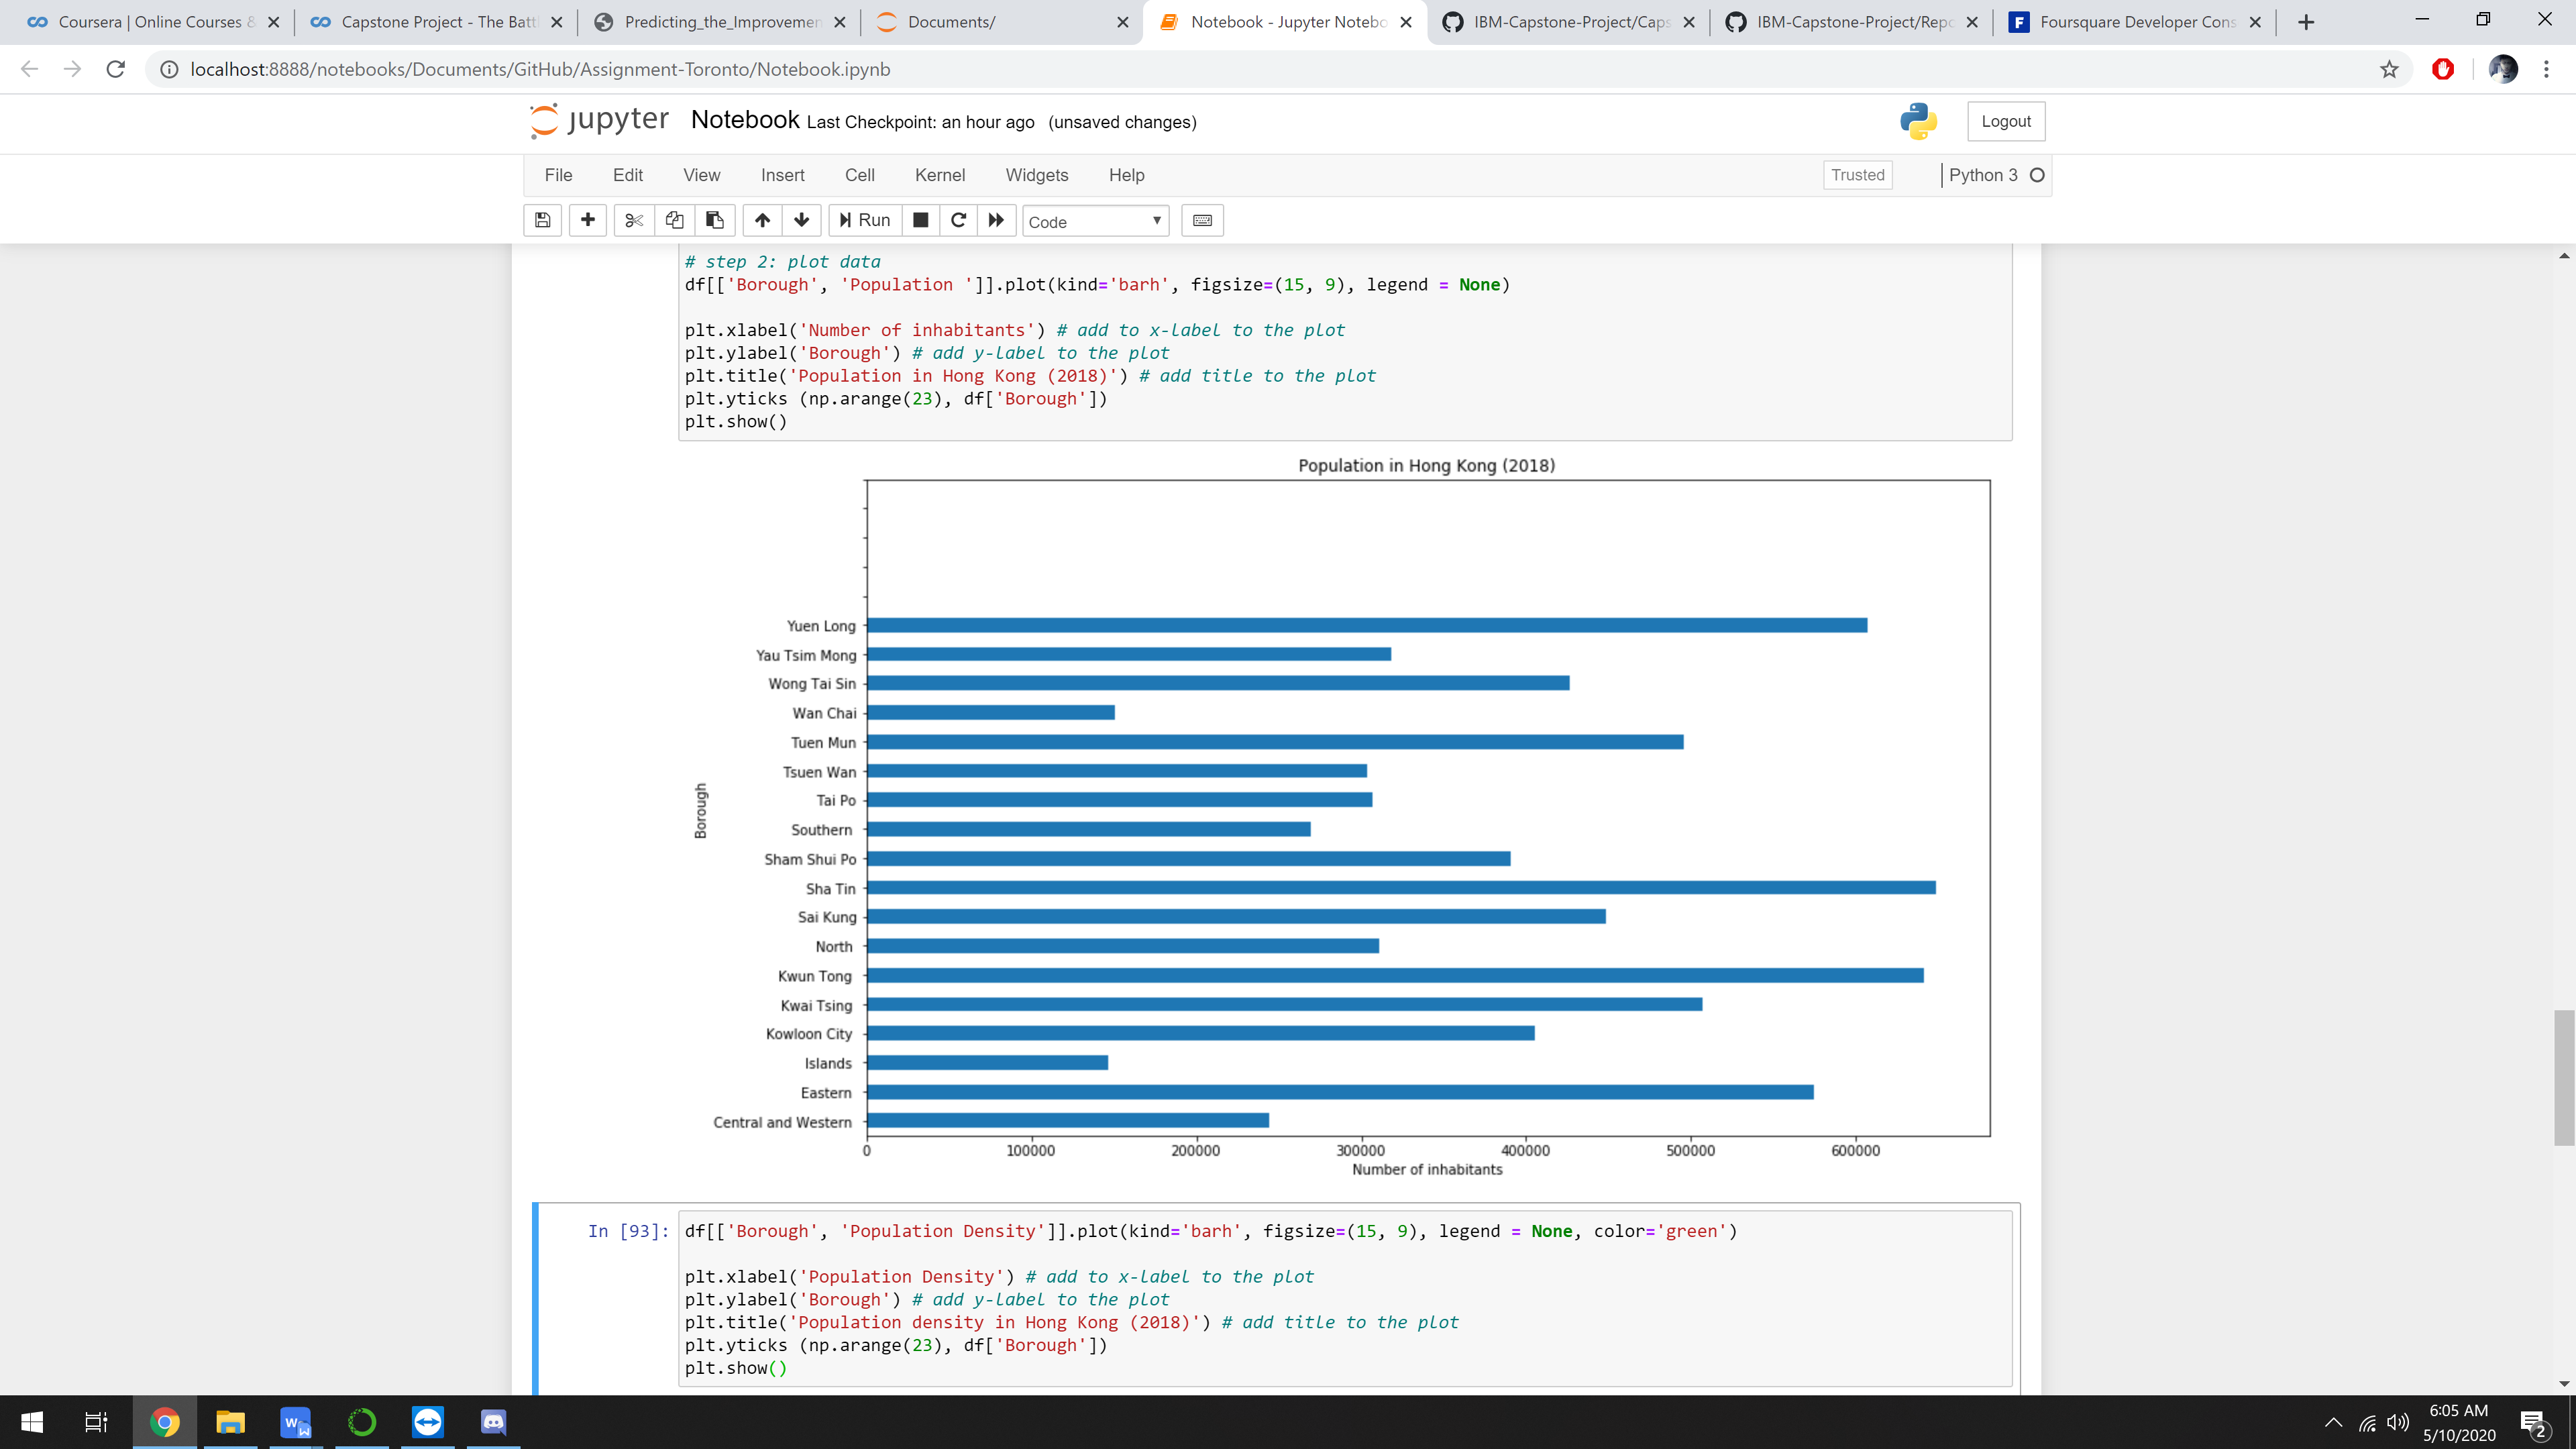 Coursera | Online Courses &
Capstone Project - The Batt
Predicting_the_Improvemen
Documents/
Notebook - Jupyter Notebo
IBM-Capstone-Project/Caps
IBM-Capstone-Project/Repo
Foursquare Developer Cons
localhost:8888/notebooks/Documents/GitHub/Assignment-Toronto/Notebook.ipynb
jupyter Notebook Last Checkpoint: an hour ago (unsaved changes)
Logout
File Edit View Insert Cell Kernel Widgets Help
Trusted
Python 3
Run
Code
# step 2: plot data
df[['Borough', 'Population ']].plot(kind='barh', figsize=(15, 9), legend = None)
plt.xlabel('Number of inhabitants') # add to x-label to the plot
plt.ylabel('Borough') # add y-label to the plot
plt.title('Population in Hong Kong (2018)') # add title to the plot
plt.yticks (np.arange(23), df['Borough'])
plt.show()
Population in Hong Kong (2018)
Yuen Long
Yau Tsim Mong
Wong Tai Sin
Wan Chai
Tuen Mun
Tsuen Wan
Tai Po
Southern
Sham Shui Po
Sha Tin
Sai Kung
North
Kwun Tong
Kwai Tsing
Kowloon City
Islands
Eastern
Central and Western
Borough
0 100000 200000 300000 400000 500000 600000
Number of inhabitants
In [93]:
df[['Borough', 'Population Density']].plot(kind='barh', figsize=(15, 9), legend = None, color='green')
plt.xlabel('Population Density') # add to x-label to the plot
plt.ylabel('Borough') # add y-label to the plot
plt.title('Population density in Hong Kong (2018)') # add title to the plot
plt.yticks (np.arange(23), df['Borough'])
plt.show()
6:05 AM
5/10/2020
2